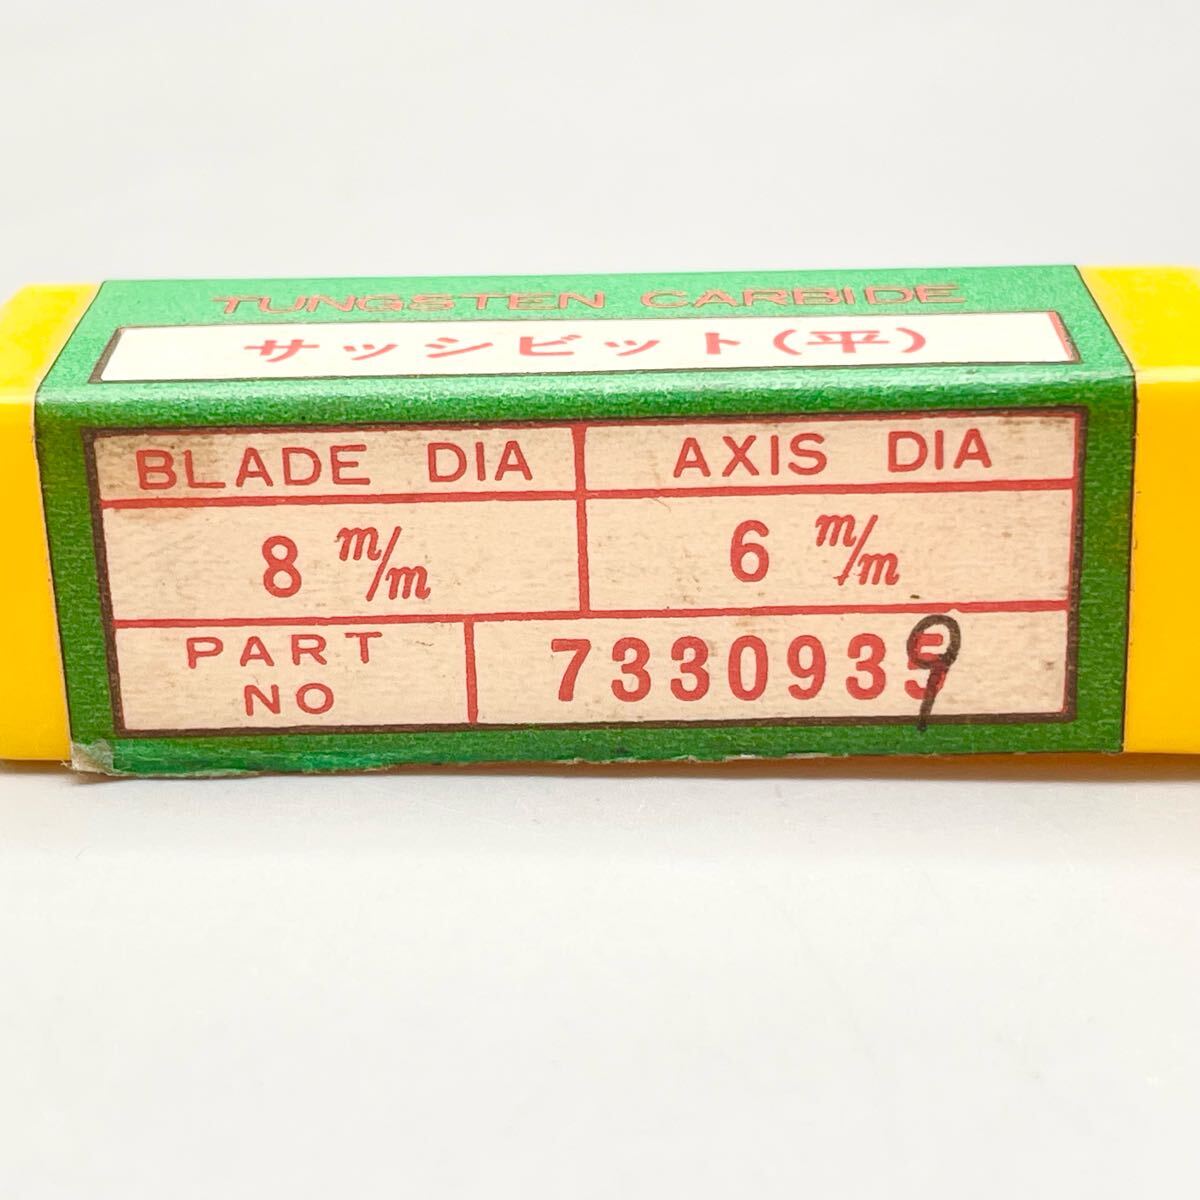 TUNGSTEN CARBIDE
サッシビット(平)
BLADE DIA AXIS DIA
8 m/m 6 m/m
PART NO 7330939